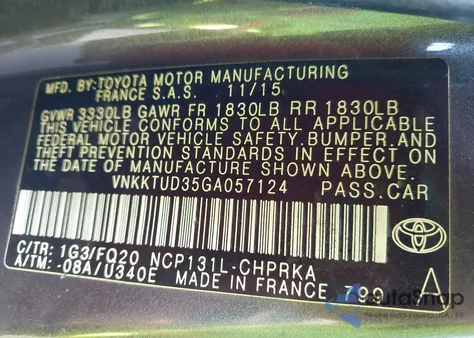 MFD. BY:TOYOTA MOTOR MANUFACTURING
FRANCE S.A.S. 11/15
GVWR 3330LB GAWR FR 1830LB RR 1830LB
THIS VEHICLE CONFORMS TO ALL APPLICABLE
FEDERAL MOTOR VEHICLE SAFETY,BUMPER,AND
THEFT PREVENTION STANDARDS IN EFFECT ON
THE DATE OF MANUFACTURE SHOWN ABOVE.
VNKKTUD35GA057124 PASS.CAR
C/TR: 1G3/FQ20 NCP131L-CHPRKA
A/TM: -08A/U340E MADE IN FRANCE 799
A
AutaSnap